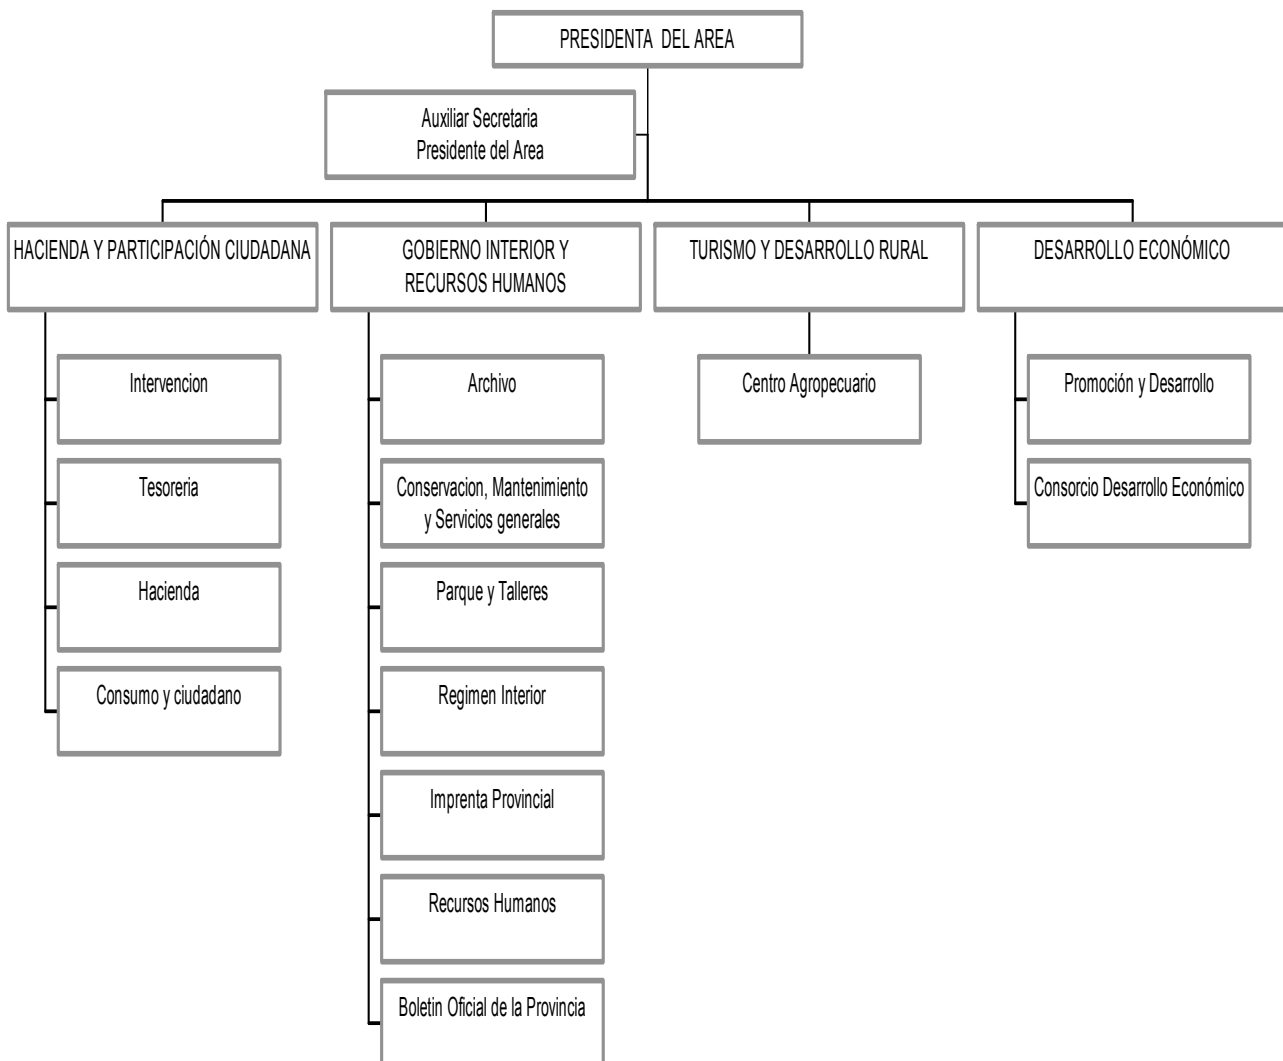 PRESIDENTA DEL AREA
Auxiliar Secretaria
Presidente del Area
HACIENDA Y PARTICIPACIÓN CIUDADANA
GOBIERNO INTERIOR Y
RECURSOS HUMANOS
TURISMO Y DESARROLLO RURAL
DESARROLLO ECONÓMICO
Intervencion
Tesoreria
Hacienda
Consumo y ciudadano
Archivo
Conservacion, Mantenimiento
y Servicios generales
Parque y Talleres
Regimen Interior
Imprenta Provincial
Recursos Humanos
Boletin Oficial de la Provincia
Centro Agropecuario
Promoción y Desarrollo
Consorcio Desarrollo Económico